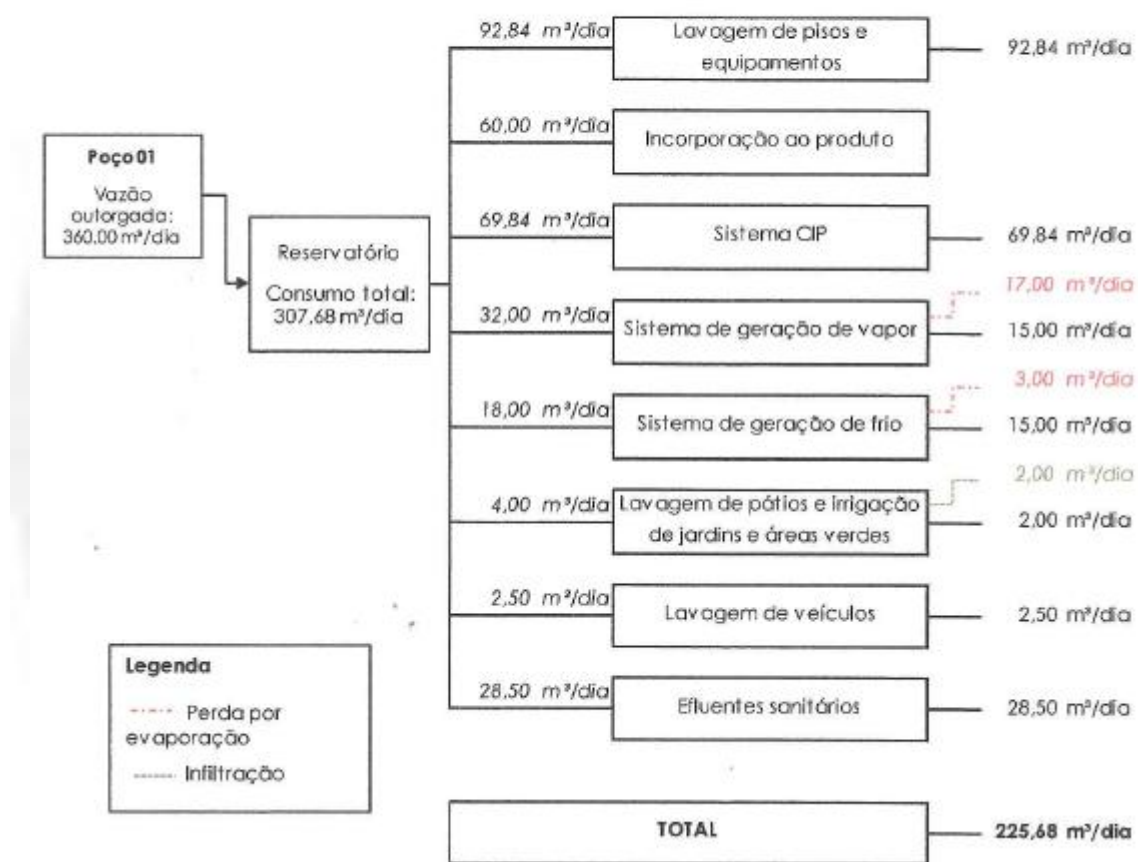 92,84 m³/dia
Lavagem de pisos e
equipamentos
92,84 m³/dia
Poço 01
Vazão
outorgada:
360,00 m³/dia
60,00 m³/dia
Incorporação ao produto
Reservatório
Consumo total:
307,68 m³/dia
69,84 m³/dia
Sistema CIP
69,84 m³/dia
32,00 m³/dia
Sistema de geração de vapor
17,00 m³/dia
15,00 m³/dia
18,00 m³/dia
Sistema de geração de frio
3,00 m³/dia
15,00 m³/dia
4,00 m³/dia
Lavagem de pátios e irrigação
de jardins e áreas verdes
2,00 m³/dia
2,00 m³/dia
2,50 m³/dia
Lavagem de veículos
2,50 m³/dia
28,50 m³/dia
Efluentes sanitários
28,50 m³/dia
Legenda
Perda por
evaporação
Infiltração
TOTAL
225,68 m³/dia